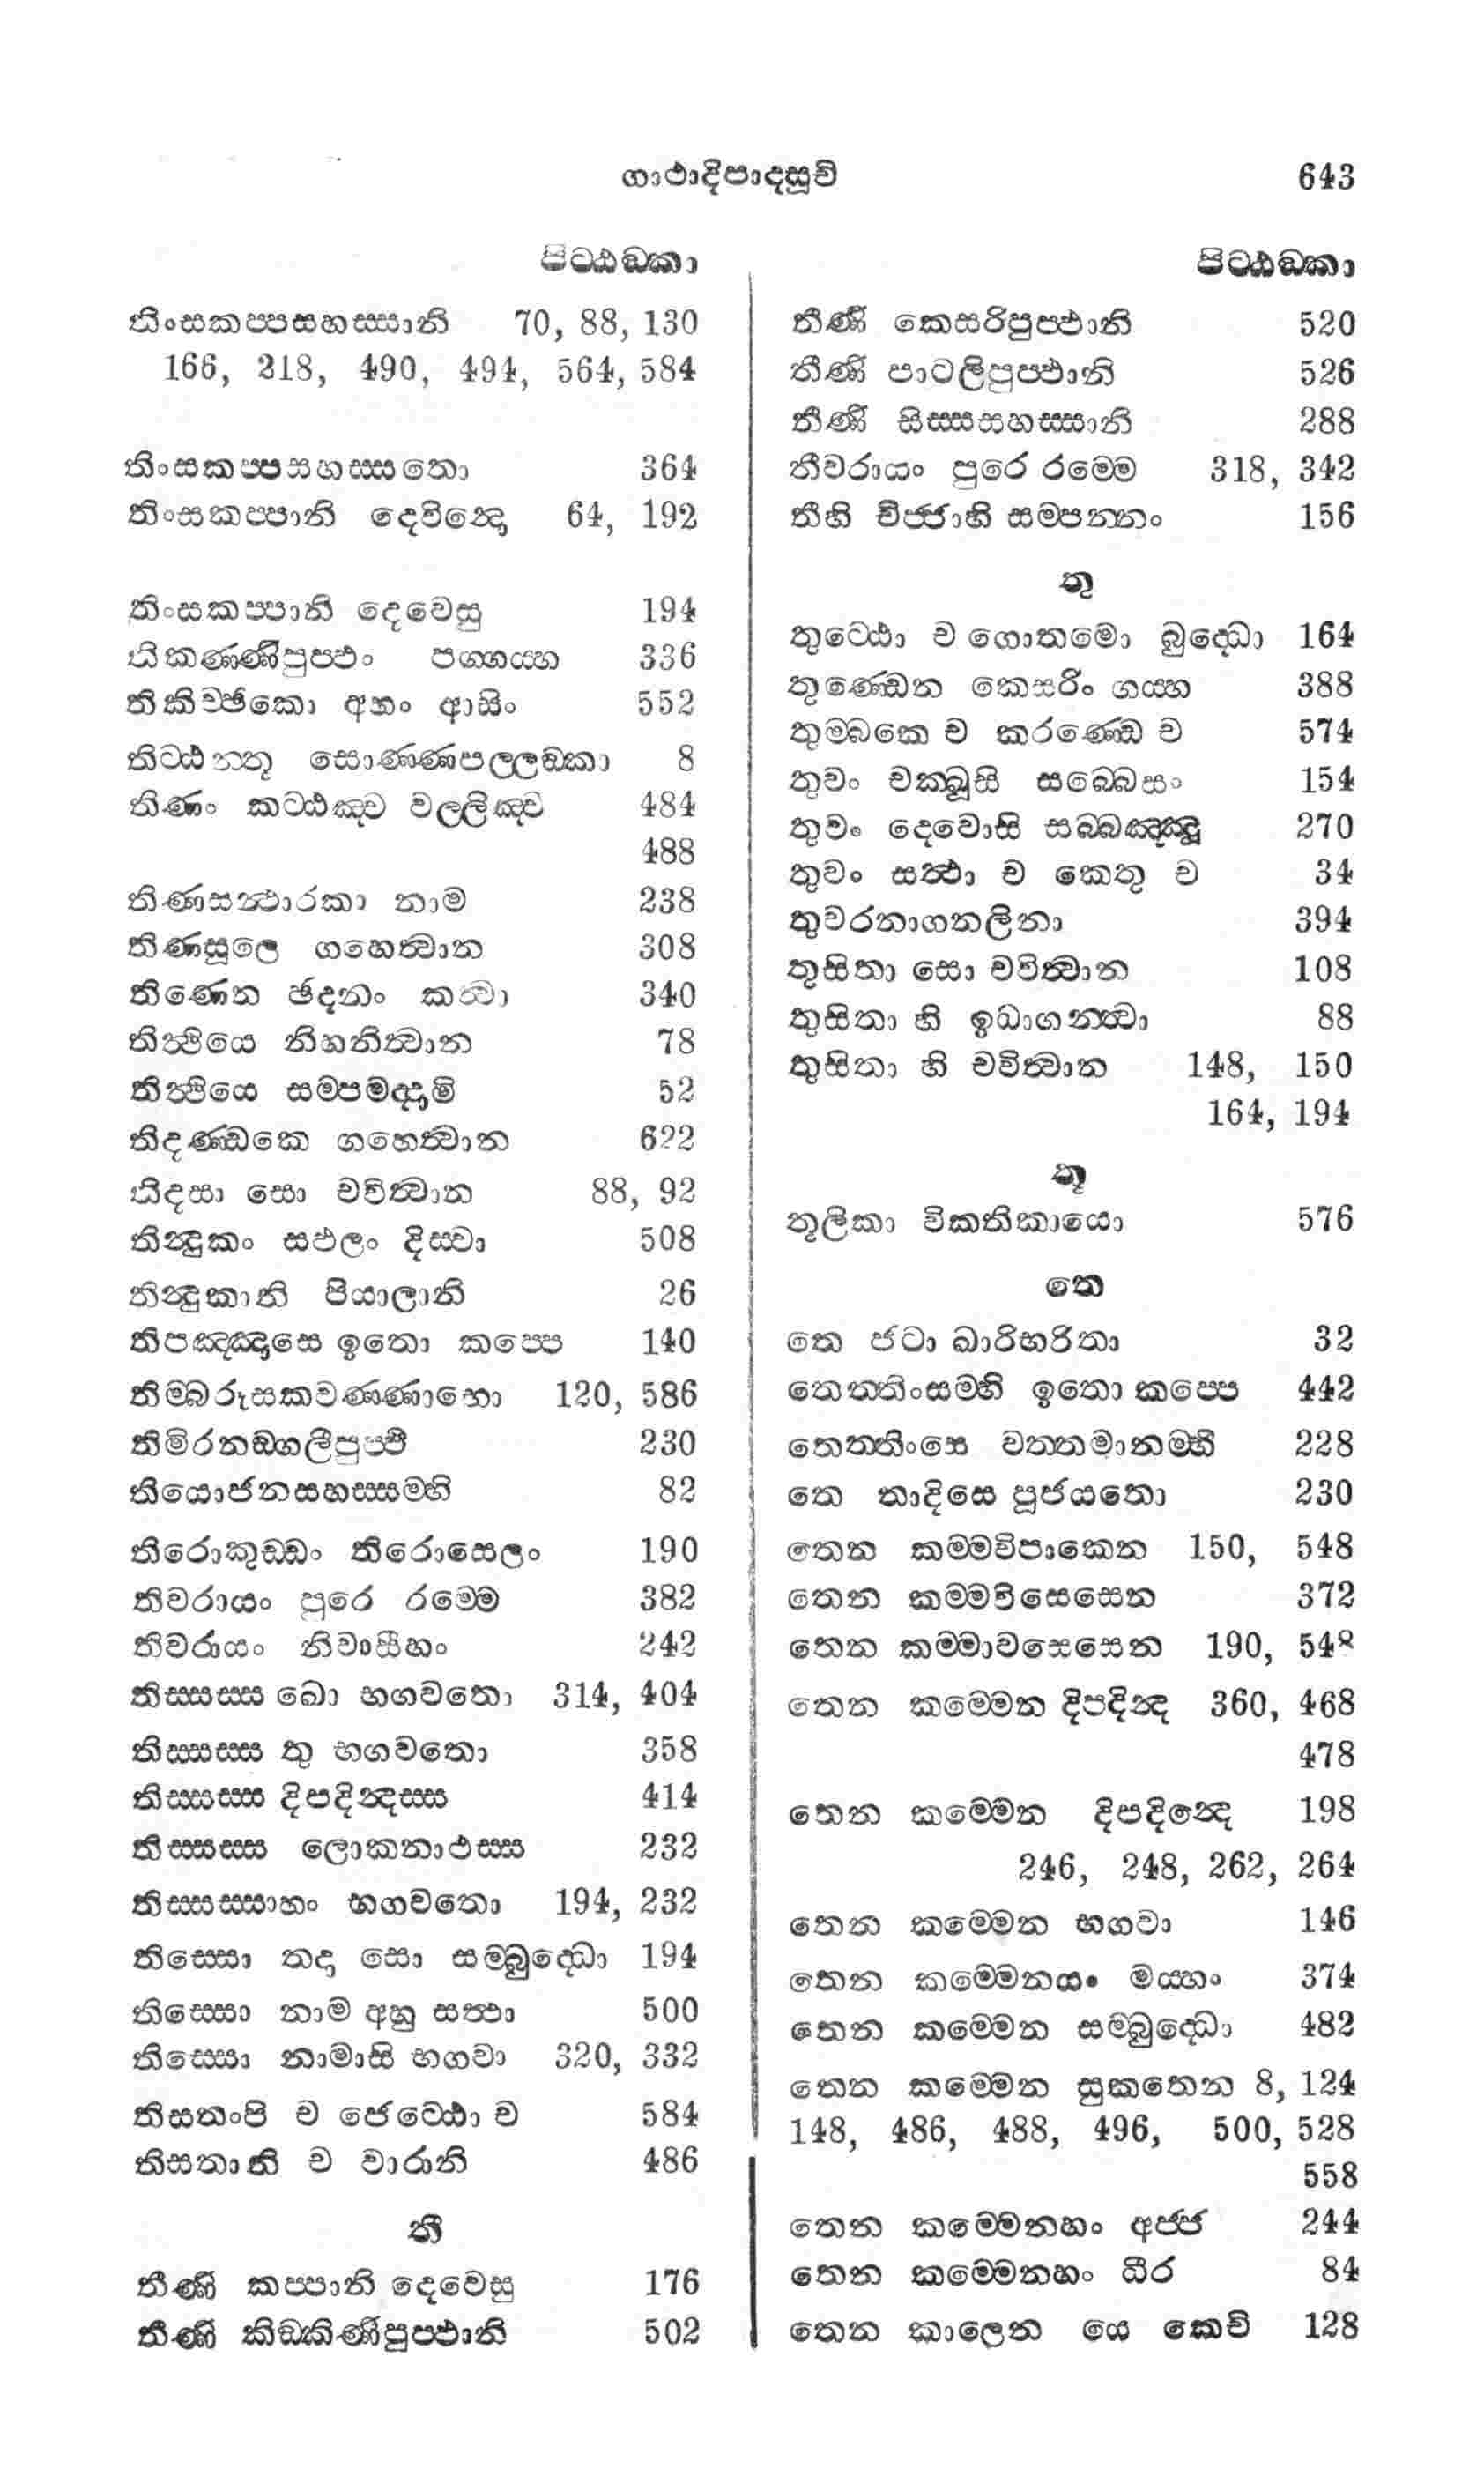 ගාථාදිපාදසූචි 643
පිට්ඨඞ්කා
තිංසකප්පසහස්සානි 70, 88, 130
166, 218, 490, 494, 564, 584
තිංසකප්පසහස්සතො 364
තිංසකප්පානි දෙවින්දො 64, 192
තිංසකප්පානි දෙවෙසු 194
තිකණ්ණිපුප්ඵං පග්ගය්හ 336
තිකිච්ඡකො අහං ආසිං 552
තිට්ඨන්තූ සොණ්ණපල්ලඞ්කා 8
තිණං කට්ඨඤ්ච වල්ලිඤ්ච 484
488
තිණසන්ථාරකා නාම 238
තිණසූලෙ ගහෙත්වාන 308
තිණෙන ඡදනං කත්වා 340
තිත්ථියෙ නිහනිත්වාන 78
තිත්ථියෙ සම්පමද්දාමි 52
තිදණ්ඩකෙ ගහෙත්වාන 622
තිදසා සො චවිත්වාන 88, 92
තින්දුකං සඵලං දිස්වා 508
තින්දුකානි පියාලානි 26
තිපඤ්ඤාසෙ ඉතො කප්පෙ 140
තිම්බරූසකවණ්ණාභො 120, 586
තිමිරනඞ්ගලීපුප්ඵී 230
තියොජනසහස්සම්හි 82
තිරොකුඩ්ඩං තිරොසෙලං 190
තිවරායං පුරෙ රම්මෙ 382
තිවරායං නිවාසීහං 242
තිස්සස්ස ඛො භගවතො 314, 404
තිස්සස්ස තු භගවතො 358
තිස්සස්ස දිපදින්දස්ස 414
තිස්සස්ස ලොකනාථස්ස 232
තිස්සස්සාහං භගවතො 194, 232
තිස්සො තදා සො සම්බුද්ධො 194
තිස්සො නාම අහු සත්ථා 500
තිස්සො නාමාසි භගවා 320, 332
තිසතංපි ච ජෙට්ඨො ච 584
තිසතානි ච වාරානි 486
තී
තීණි කප්පානි දෙවෙසු 176
තීණි කිඞ්කිණිපුප්ඵානි 502
පිට්ඨඞ්කා
තීණි කෙසරිපුප්ඵානි 520
තීණි පාටලිපුප්ඵානි 526
තීණි සිස්සසහස්සානි 288
තීවරායං පුරෙ රම්මෙ 318, 342
තීහි විජ්ජාහි සම්පන්නං 156
තු
තුට්ඨො ච ගොතමො බුද්ධො 164
තුණ්ඩෙන කෙසරිං ගය්හ 388
තුම්බකෙ ච කරණ්ඩෙ ච 574
තුවං චක්ඛූසි සබ්බෙසං 154
තුවං දෙවොසි සබ්බඤ්ඤූ 270
තුවං සත්ථා ච කෙතු ච 34
තුවරනාගනලිනා 394
තුසිතා සො චවිත්වාන 108
තුසිතා හි ඉධාගන්ත්වා 88
තුසිතා හි චවිත්වාන 148, 150
164, 194
තූ
තූලිකා විකතිකායො 576
තෙ
තෙ ජටා ඛාරිභරිතා 32
තෙත්තිංසම්හි ඉතො කප්පෙ 442
තෙත්තිංසෙ වත්තමානම්හි 228
තෙ තාදිසෙ පූජයතො 230
තෙන කම්මවිපාකෙන 150, 548
තෙන කම්මවිසෙසෙන 372
තෙන කම්මාවසෙසෙන 190, 548
තෙන කම්මෙන දිපදින්ද 360, 468
478
තෙන කම්මෙන දිපදින්දෙ 198
246, 248, 262, 264
තෙන කම්මෙන භගවා 146
තෙන කම්මෙනයං මය්හං 374
තෙන කම්මෙන සම්බුද්ධො 482
තෙන කම්මෙන සුකතෙන 8, 124
148, 486, 488, 496, 500, 528
558
තෙන කම්මෙනහං අජ්ජ 244
තෙන කම්මෙනහං ධීර 84
තෙන කාලෙන යෙ කෙචි 128